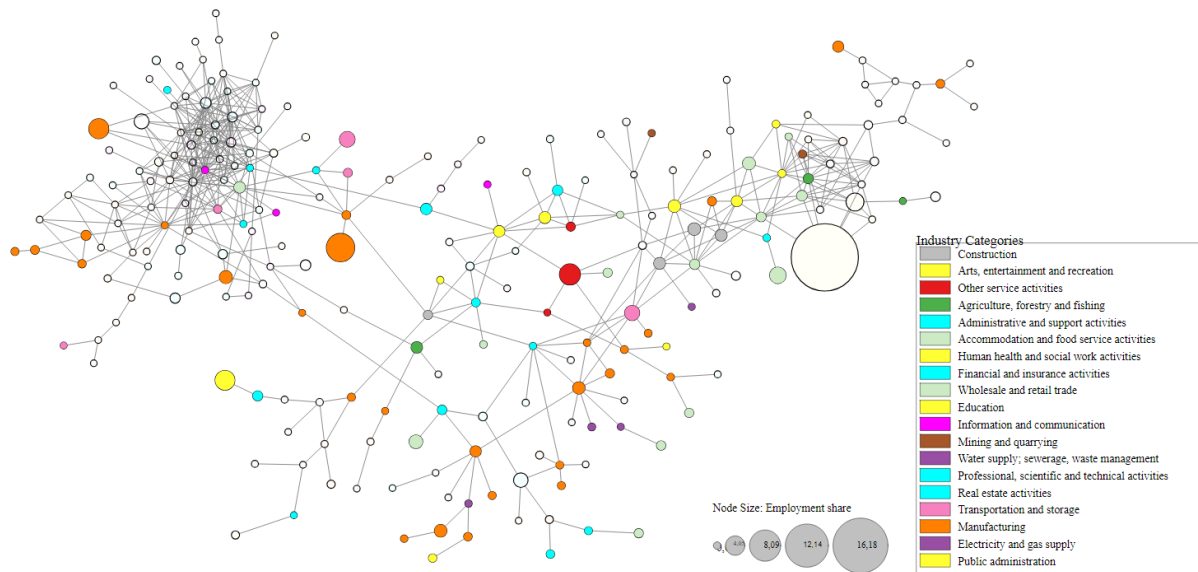 Industry Categories
Construction
Arts, entertainment and recreation
Other service activities
Agriculture, forestry and fishing
Administrative and support activities
Accommodation and food service activities
Human health and social work activities
Financial and insurance activities
Wholesale and retail trade
Education
Information and communication
Mining and quarrying
Water supply; sewerage, waste management
Professional, scientific and technical activities
Real estate activities
Transportation and storage
Manufacturing
Electricity and gas supply
Public administration
Node Size: Employment share
8,09 12,14 16,18